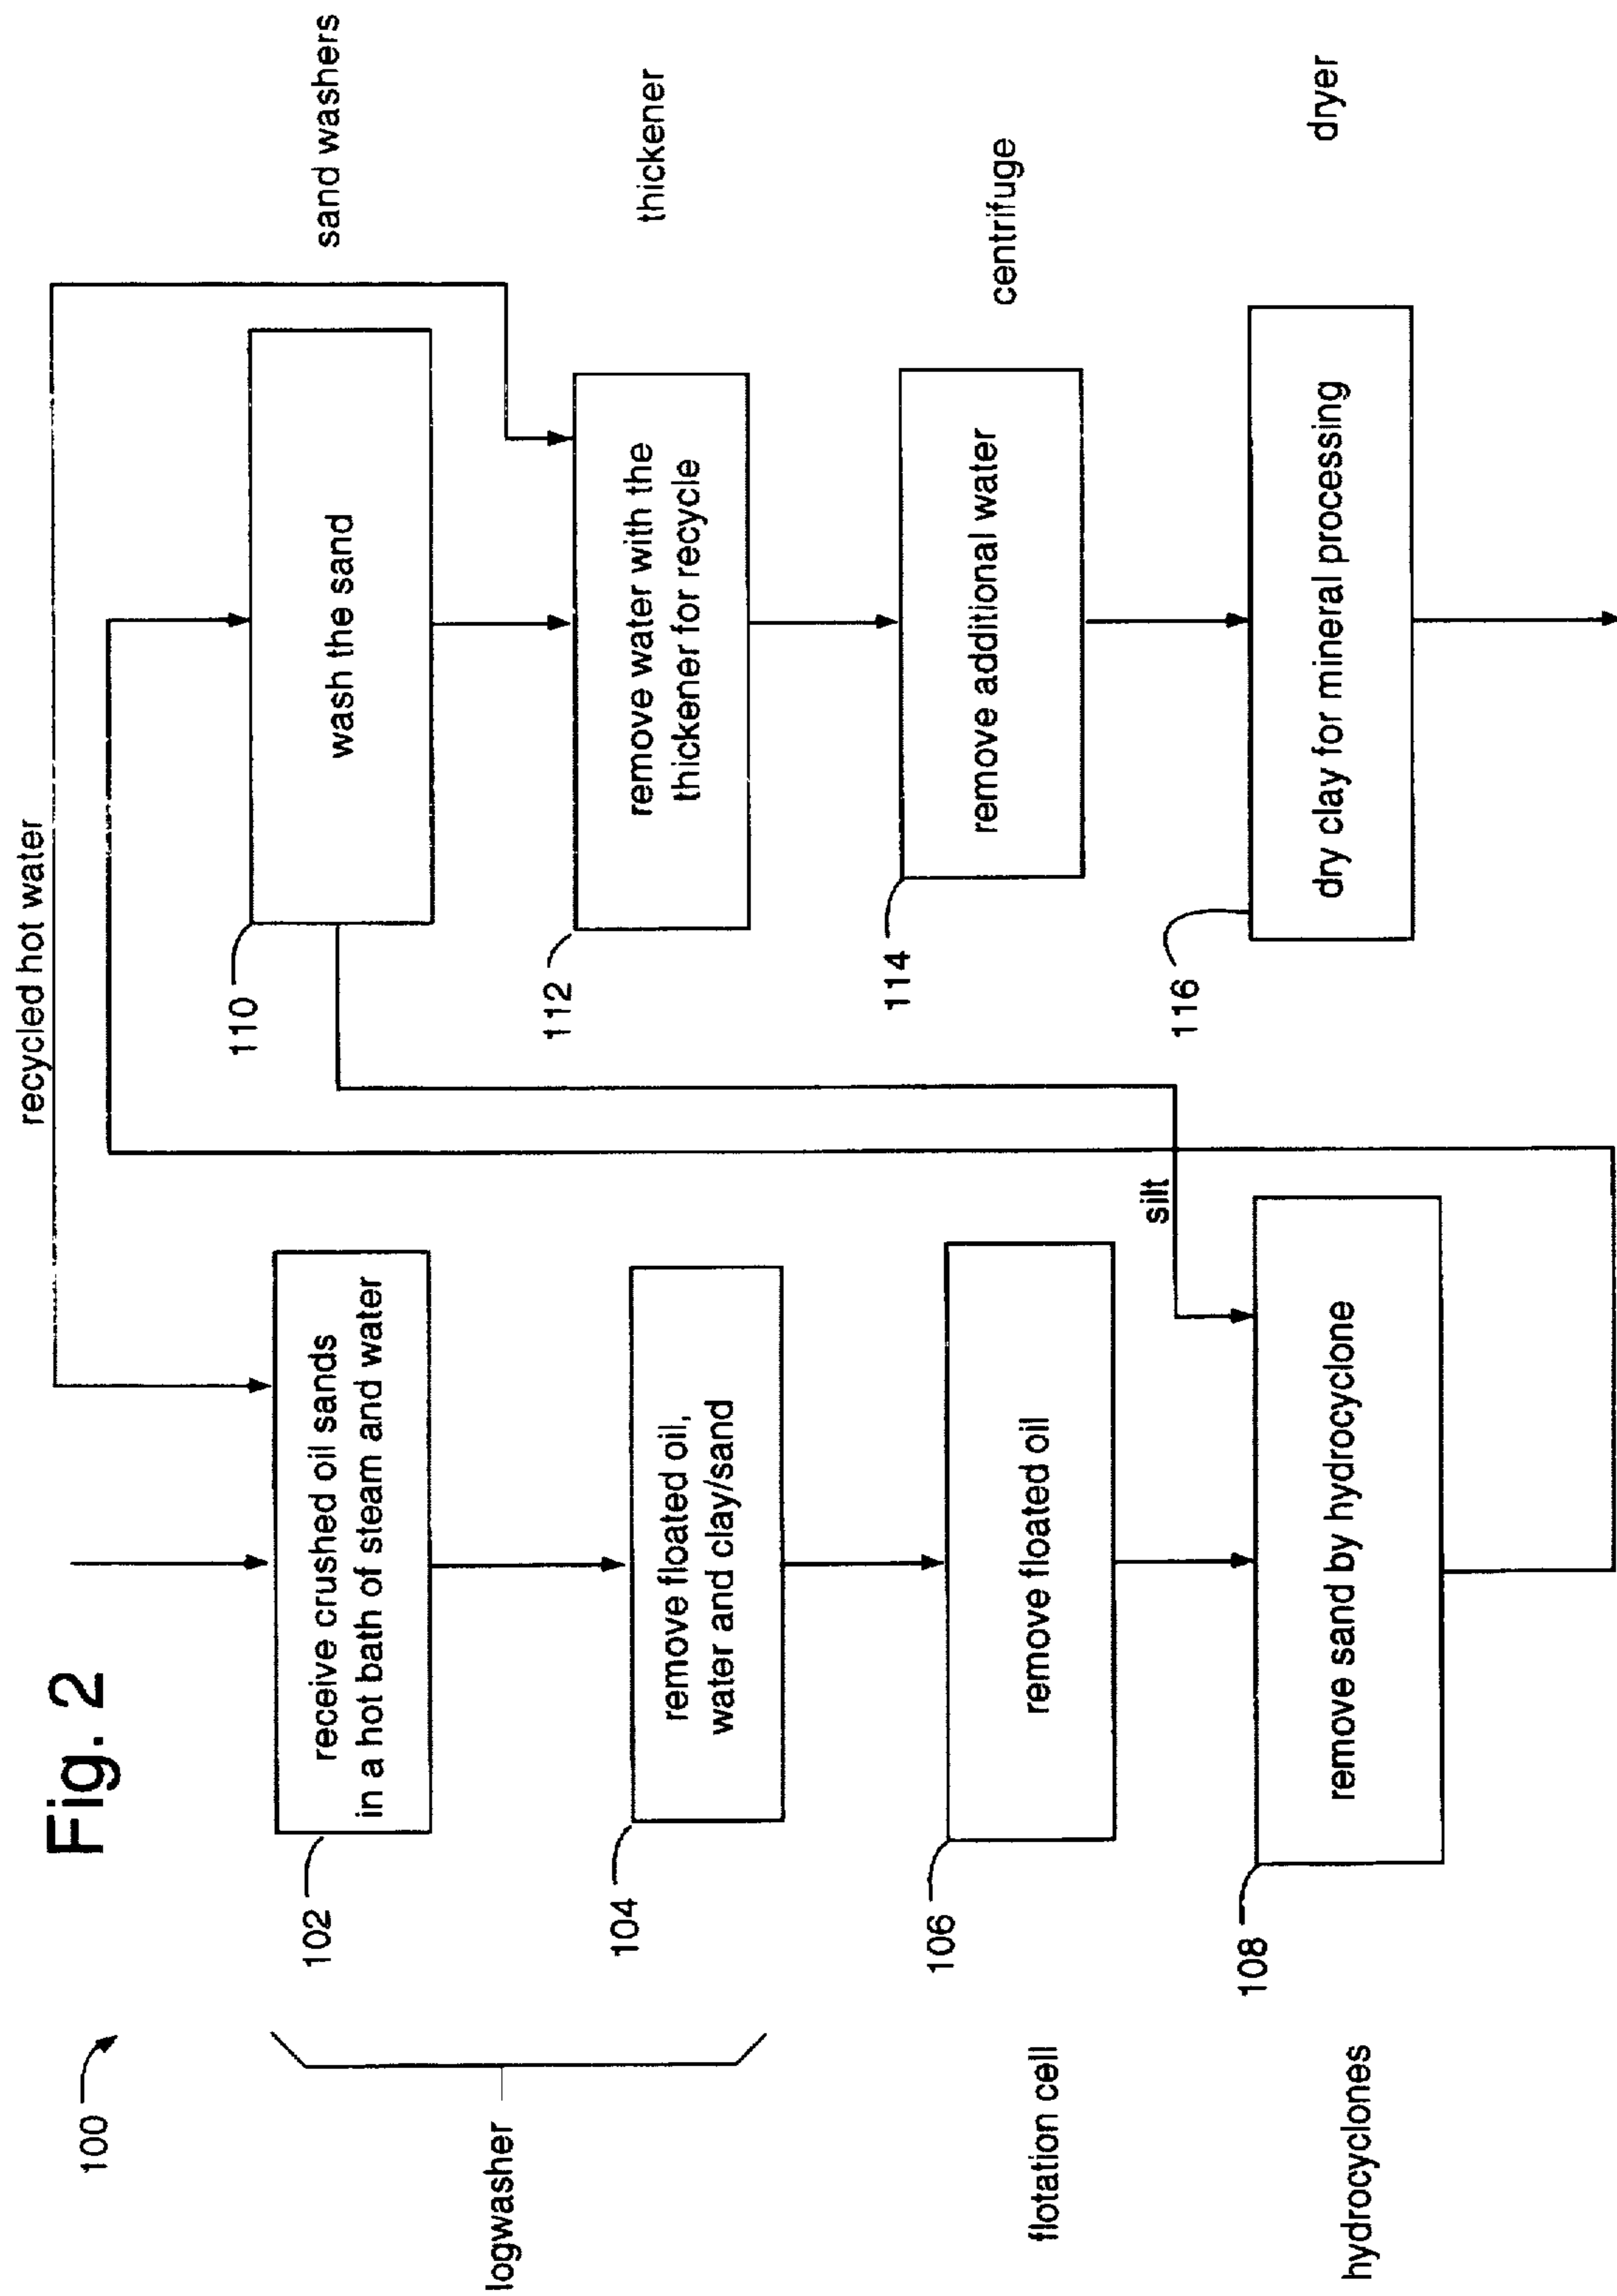 Fig. 2
100
recycled hot water
logwasher
102
receive crushed oil sands
in a hot bath of steam and water
104
remove floated oil,
water and clay/sand
flotation cell
106
remove floated oil
hydrocyclones
108
remove sand by hydrocyclone
silt
110
wash the sand
sand washers
112
remove water with the
thickener for recycle
thickener
114
remove additional water
centrifuge
116
dry clay for mineral processing
dryer